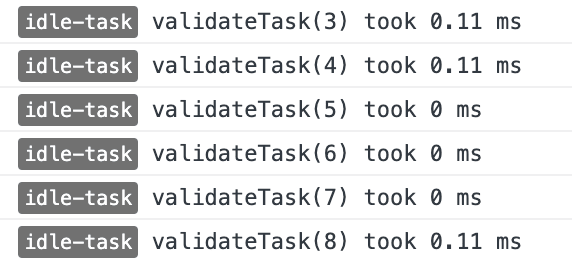 idle-task validateTask(3) took 0.11 ms
idle-task validateTask(4) took 0.11 ms
idle-task validateTask(5) took 0 ms
idle-task validateTask(6) took 0 ms
idle-task validateTask(7) took 0 ms
idle-task validateTask(8) took 0.11 ms